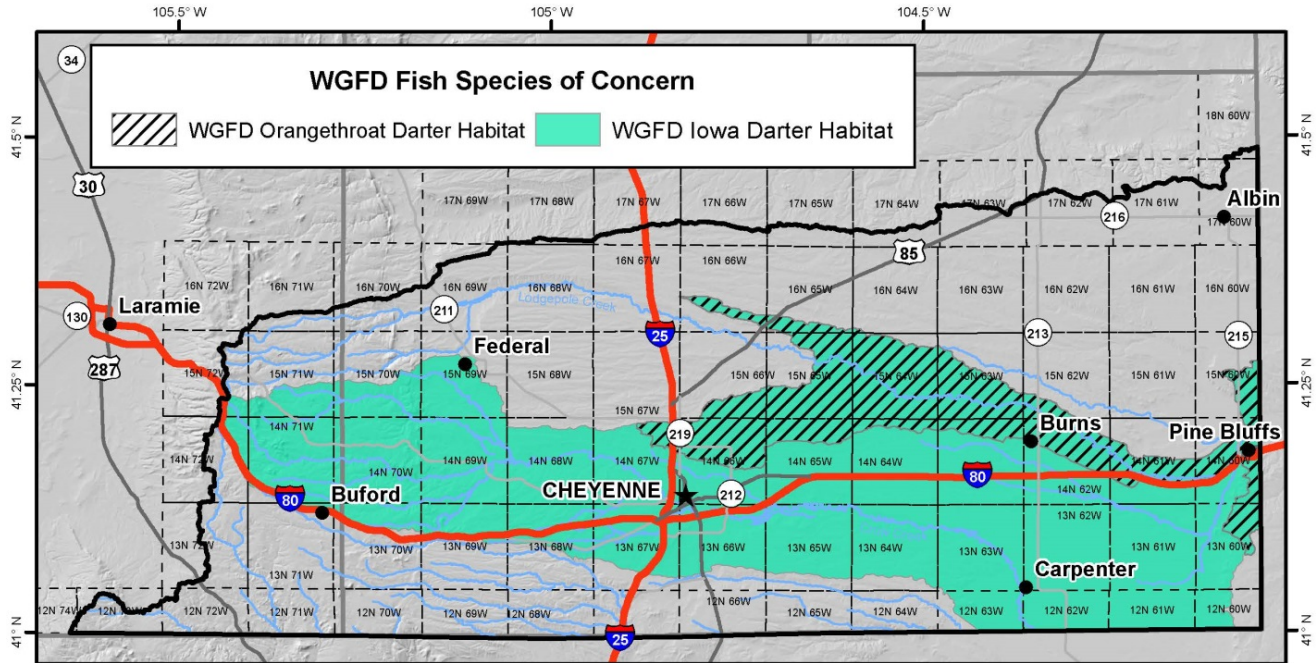 105.5° W 105° W 104.5° W
34
WGFD Fish Species of Concern
WGFD Orangethroat Darter Habitat WGFD Iowa Darter Habitat
18N 60W
41.5° N 41.5° N
30
Albin
17N 69W 17N 68W 17N 67W 17N 66W 17N 65W 17N 64W 17N 63W 17N 62W 17N 61W
216
17N 60W
85
16N 67W 16N 66W
16N 72W 16N 71W 16N 70W 16N 69W 16N 68W 16N 65W 16N 64W 16N 63W 16N 62W 16N 61W 16N 60W
Lodgepole Creek
Laramie
130
211
25
213
215
Federal
287
15N 72W 15N 71W 15N 70W 15N 69W 15N 68W 15N 66W 15N 65W 15N 64W 15N 63W 15N 62W 15N 61W 15N 60W
41.25° N 41.25° N
15N 67W
14N 71W
219
Burns
Pine Bluffs
14N 72W 14N 70W 14N 69W 14N 68W 14N 67W 14N 66W 14N 65W 14N 64W 14N 61W 14N 60W
80
CHEYENNE
212
80
14N 62W
Buford
13N 62W
13N 72W 13N 70W 13N 69W 13N 68W 13N 67W 13N 66W 13N 65W 13N 64W 13N 63W 13N 61W 13N 60W
13N 71W
Carpenter
12N 74W 12N 72W 12N 71W 12N 70W 12N 69W 12N 68W 12N 66W 12N 65W 12N 64W 12N 63W 12N 62W 12N 61W 12N 60W
41° N 41° N
25